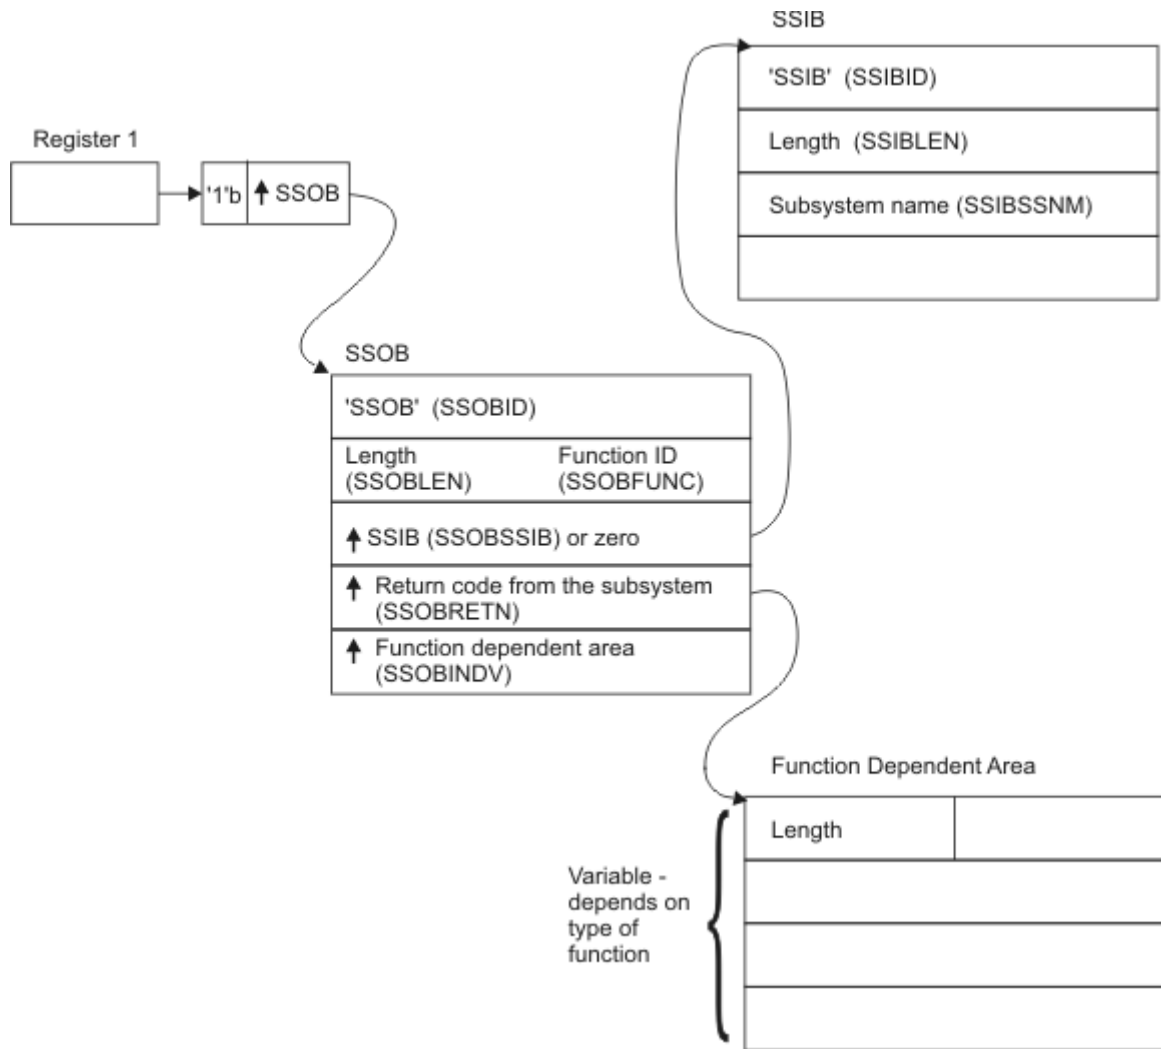 SSIB
'SSIB' (SSIBID)
Length (SSIBLEN)
Subsystem name (SSIBSSNM)
Register 1
'1'b
SSOB
SSOB
'SSOB' (SSOBID)
Length
(SSOBLEN)
Function ID
(SSOBFUNC)
SSIB (SSOBSSIB) or zero
Return code from the subsystem
(SSOBRETN)
Function dependent area
(SSOBINDV)
Function Dependent Area
Length
Variable -
depends on
type of
function